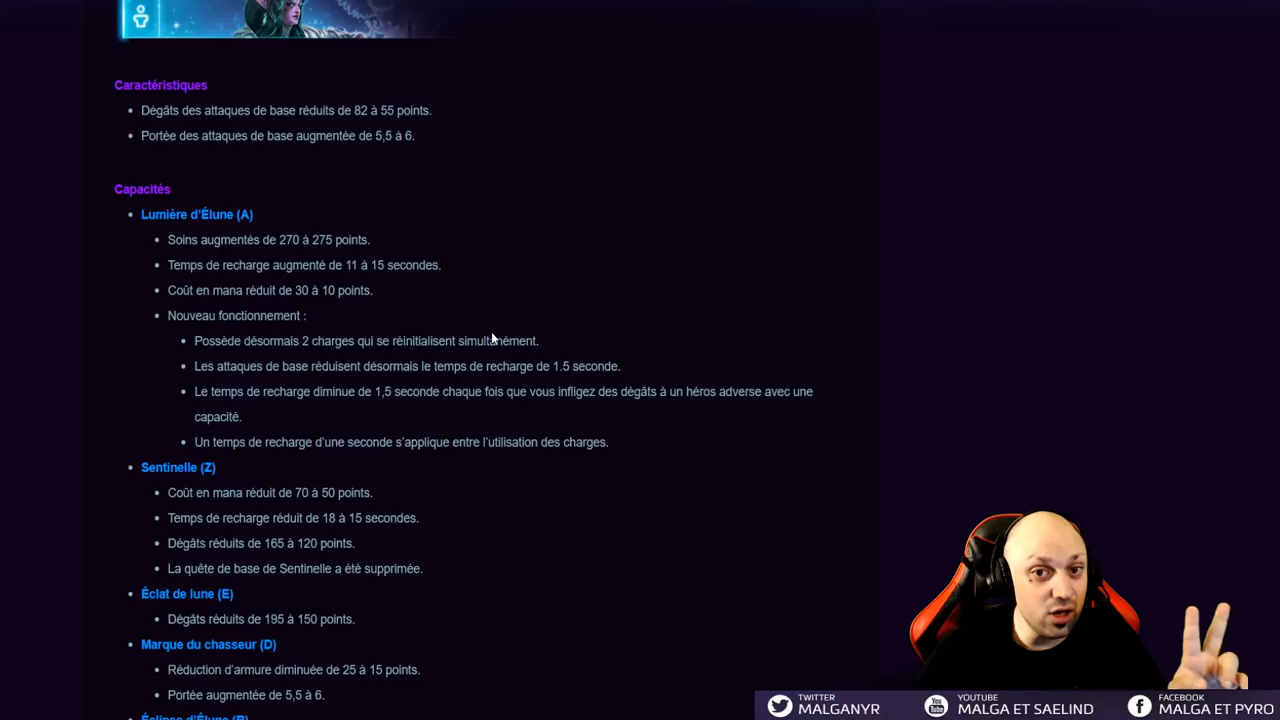 Caractéristiques
Dégâts des attaques de base réduits de 82 à 55 points.
Portée des attaques de base augmentée de 5,5 à 6.
Capacités
Lumière d'Élune (A)
Soins augmentés de 270 à 275 points.
Temps de recharge augmenté de 11 à 15 secondes.
Coût en mana réduit de 30 à 10 points.
Nouveau fonctionnement :
Possède désormais 2 charges qui se réinitialisent simultanément.
Les attaques de base réduisent désormais le temps de recharge de 1.5 seconde.
Le temps de recharge diminue de 1,5 seconde chaque fois que vous infligez des dégâts à un héros adverse avec une
capacité.
Un temps de recharge d'une seconde s'applique entre l'utilisation des charges.
Sentinelle (Z)
Coût en mana réduit de 70 à 50 points.
Temps de recharge réduit de 18 à 15 secondes.
Dégâts réduits de 165 à 120 points.
La quête de base de Sentinelle a été supprimée.
Éclat de lune (E)
Dégâts réduits de 195 à 150 points.
Marque du chasseur (D)
Réduction d'armure diminuée de 25 à 15 points.
Portée augmentée de 5,5 à 6.
Éclipse d'Élune (R)
TWITTER
MALGANYR
YOUTUBE
MALGA ET SAELIND
FACEBOOK
MALGA ET PYRO